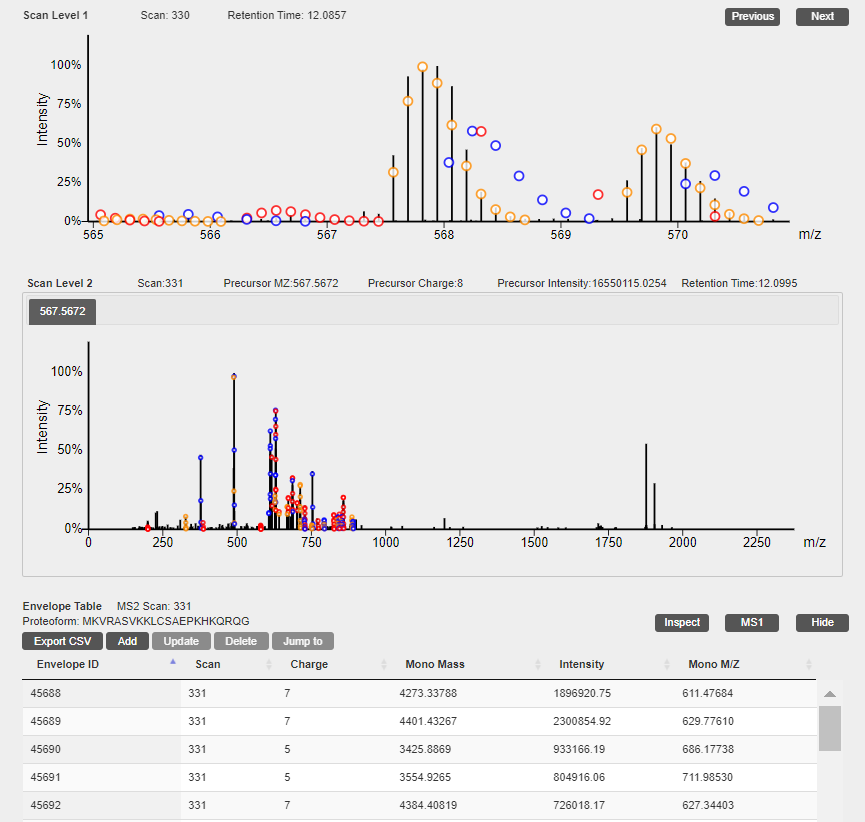 Scan Level 1 Scan: 330 Retention Time: 12.0857 Previous Next
Intensity
100%
75%
50%
25%
0%
565 566 567 568 569 570 m/z
Scan Level 2 Scan:331 Precursor MZ:567.5672 Precursor Charge:8 Precursor Intensity:16550115.0254 Retention Time:12.0995
567.5672
Intensity
100%
75%
50%
25%
0%
0 250 500 750 1000 1250 1500 1750 2000 2250 m/z
Envelope Table MS2 Scan: 331
Proteoform: MKVRASVKKLCSAEPKHKQRQG
Inspect MS1 Hide
Export CSV Add Update Delete Jump to
Envelope ID Scan Charge Mono Mass Intensity Mono M/Z
45688 331 7 4273.33788 1896920.75 611.47684
45689 331 7 4401.43267 2300854.92 629.77610
45690 331 5 3425.8869 933166.19 686.17738
45691 331 5 3554.9265 804916.06 711.98530
45692 331 7 4384.40819 726018.17 627.34403